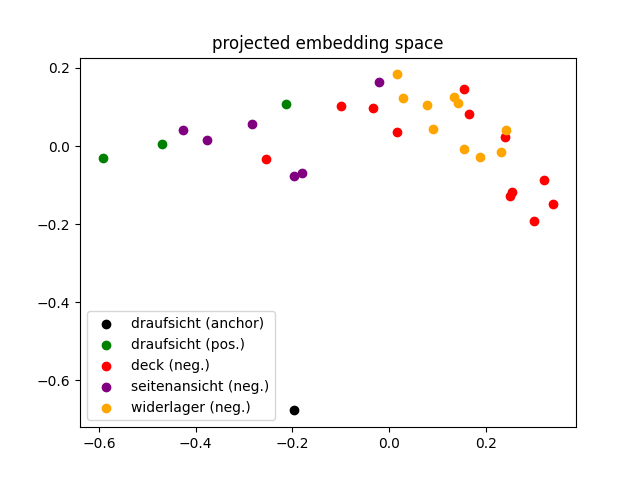 projected embedding space
0.2
0.0
−0.2
−0.4
−0.6
draufsicht (anchor)
draufsicht (pos.)
deck (neg.)
seitenansicht (neg.)
widerlager (neg.)
−0.6 −0.4 −0.2 0.0 0.2